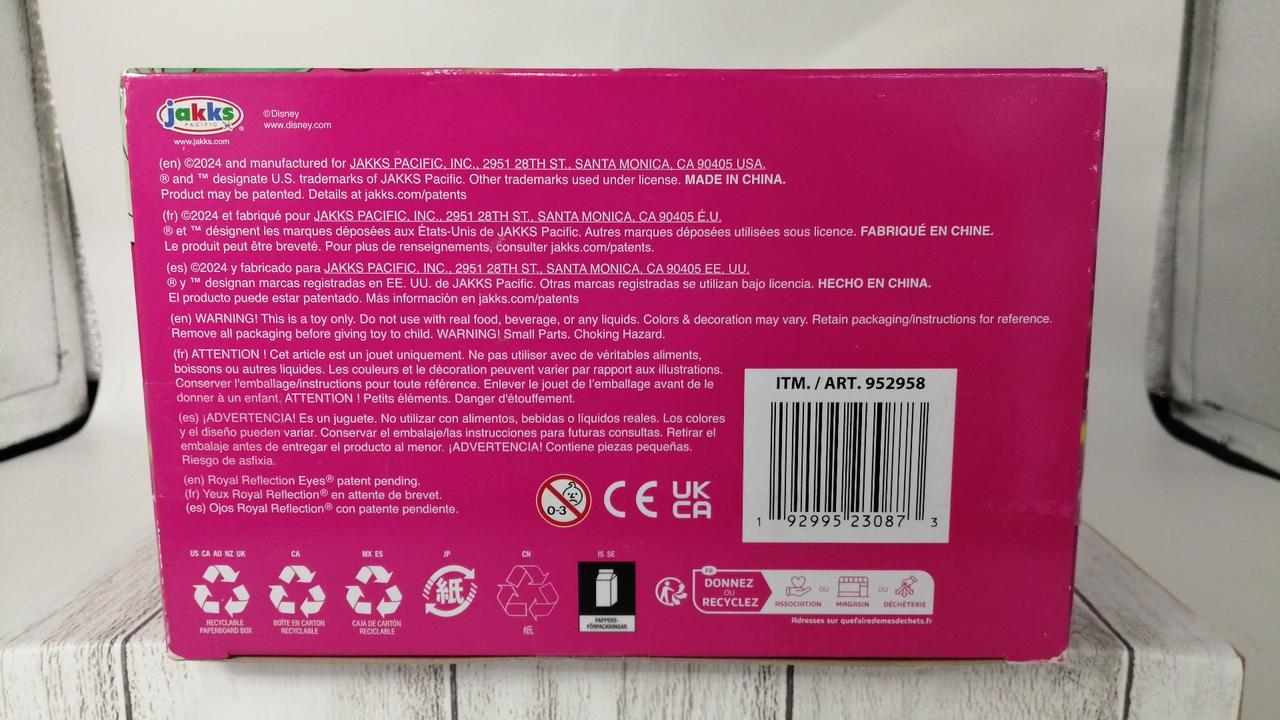 jakks
PACIFIC ®
www.jakks.com
©Disney
www.disney.com
(en) ©2024 and manufactured for JAKKS PACIFIC, INC., 2951 28TH ST., SANTA MONICA, CA 90405 USA.
® and ™ designate U.S. trademarks of JAKKS Pacific. Other trademarks used under license. MADE IN CHINA.
Product may be patented. Details at jakks.com/patents
(fr) ©2024 et fabriqué pour JAKKS PACIFIC, INC., 2951 28TH ST., SANTA MONICA, CA 90405 É.U.
® et ™ désignent les marques déposées aux États-Unis de JAKKS Pacific. Autres marques déposées utilisées sous licence. FABRIQUÉ EN CHINE.
Le produit peut être breveté. Pour plus de renseignements, consulter jakks.com/patents.
(es) ©2024 y fabricado para JAKKS PACIFIC, INC., 2951 28TH ST., SANTA MONICA, CA 90405 EE. UU.
® y ™ designan marcas registradas en EE. UU. de JAKKS Pacific. Otras marcas registradas se utilizan bajo licencia. HECHO EN CHINA.
El producto puede estar patentado. Más información en jakks.com/patents
(en) WARNING! This is a toy only. Do not use with real food, beverage, or any liquids. Colors & decoration may vary. Retain packaging/instructions for reference.
Remove all packaging before giving toy to child. WARNING! Small Parts. Choking Hazard.
(fr) ATTENTION ! Cet article est un jouet uniquement. Ne pas utiliser avec de véritables aliments,
boissons ou autres liquides. Les couleurs et le décoration peuvent varier par rapport aux illustrations.
Conserver l'emballage/instructions pour toute référence. Enlever le jouet de l'emballage avant de le
donner à un enfant. ATTENTION ! Petits éléments. Danger d'étouffement.
(es) ¡ADVERTENCIA! Es un juguete. No utilizar con alimentos, bebidas o líquidos reales. Los colores
y el diseño pueden variar. Conservar el embalaje/las instrucciones para futuras consultas. Retirar el
embalaje antes de entregar el producto al menor. ¡ADVERTENCIA! Contiene piezas pequeñas.
Riesgo de asfixia.
(en) Royal Reflection Eyes® patent pending.
(fr) Yeux Royal Reflection® en attente de brevet.
(es) Ojos Royal Reflection® con patente pendiente.
0-3
CE
UK
CA
ITM. / ART. 952958
1 92995 23087 3
US CA AU NZ UK
RECYCLABLE
PAPERBOARD BOX
CA
BOÎTE EN CARTON
RECYCLABLE
MX ES
CAJA DE CARTÓN
RECICLABLE
JP
紙
CN
纸
IS SE
PAPPERS-
FÖRPACKNINGAR
FR
DONNEZ
OU
RECYCLEZ
ASSOCIATION
OU
MAGASIN
OU
DÉCHÈTERIE
Adresses sur quefairedemesdechets.fr